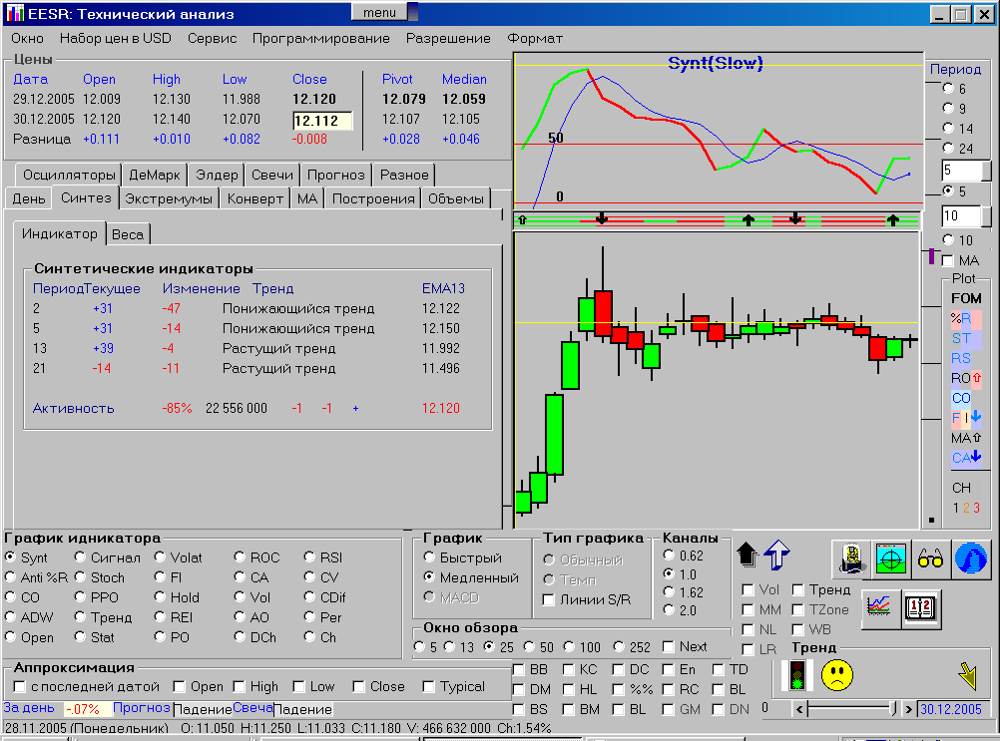 EESR: Технический анализ
menu
Окно Набор цен в USD Сервис Программирование Разрешение Формат
Цены
Дата Open High Low Close Pivot Median
29.12.2005 12.009 12.130 11.988 12.120 12.079 12.059
30.12.2005 12.120 12.140 12.070 12.112 12.107 12.105
Разница +0.111 +0.010 +0.082 -0.008 +0.028 +0.046
Осцилляторы ДеМарк Элдер Свечи Прогноз Разное
День Синтез Экстремумы Конверт MA Построения Объемы
Индикатор Веса
Синтетические индикаторы
Период Текущее Изменение Тренд EMA13
2 +31 -47 Понижающийся тренд 12.122
5 +31 -14 Понижающийся тренд 12.150
13 +39 -4 Растущий тренд 11.992
21 -14 -11 Растущий тренд 11.496
Активность -85% 22 556 000 -1 -1 + 12.120
Synt(Slow)
50
0
Период
6
9
14
24
5
5
10
10
MA
Plot
FOM
%R
ST
RS
RO
CO
F I
MA
CA
CH
1 2 3
График идникатора
Synt Сигнал Volat ROC RSI
Anti %R Stoch FI CA CV
CO PPO Hold Vol CDif
ADW Тренд REI AO Per
Open Stat PO DCh Ch
График
Быстрый
Медленный
MACD
Тип графика
Обычный
Темп
Линии S/R
Каналы
0.62
1.0
1.62
2.0
Окно обзора
5 13 25 50 100 252 Next
Vol Тренд
MM TZone
NL WB
LR
12
Тренд
Аппроксимация
с последней датой Open High Low Close Typical
BB KC DC En TD
DM HL %% RC BL
BS BM BL GM DN
0
30.12.2005
За день -.07% Прогноз Падение Свеча Падение
28.11.2005 (Понедельник) O: 11.050 H:11.250 L:11.033 C:11.180 V: 466 632 000 Ch:1.54%